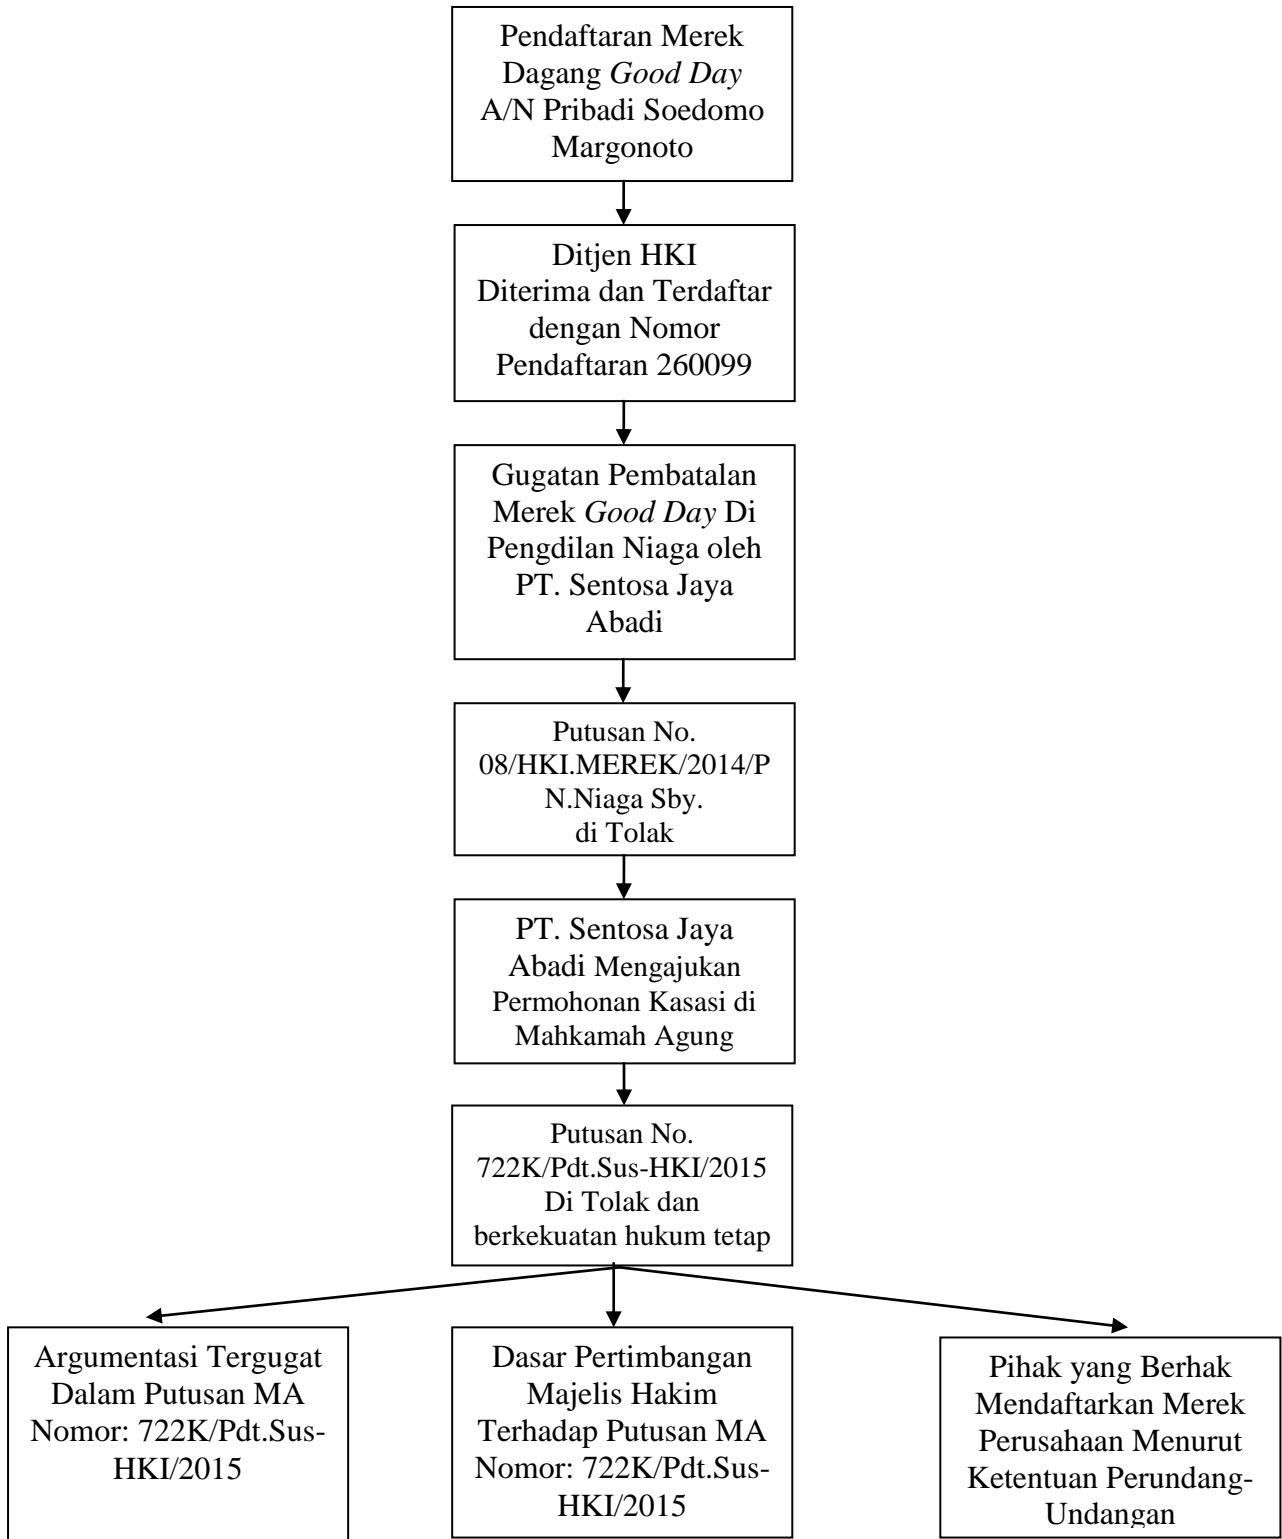 Pendaftaran Merek
Dagang Good Day
A/N Pribadi Soedomo
Margonoto
Ditjen HKI
Diterima dan Terdaftar
dengan Nomor
Pendaftaran 260099
Gugatan Pembatalan
Merek Good Day Di
Pengdilan Niaga oleh
PT. Sentosa Jaya
Abadi
Putusan No.
08/HKI.MEREK/2014/P
N.Niaga Sby.
di Tolak
PT. Sentosa Jaya
Abadi Mengajukan
Permohonan Kasasi di
Mahkamah Agung
Putusan No.
722K/Pdt.Sus-HKI/2015
Di Tolak dan
berkekuatan hukum tetap
Argumentasi Tergugat
Dalam Putusan MA
Nomor: 722K/Pdt.Sus-
HKI/2015
Dasar Pertimbangan
Majelis Hakim
Terhadap Putusan MA
Nomor: 722K/Pdt.Sus-
HKI/2015
Pihak yang Berhak
Mendaftarkan Merek
Perusahaan Menurut
Ketentuan Perundang-
Undangan